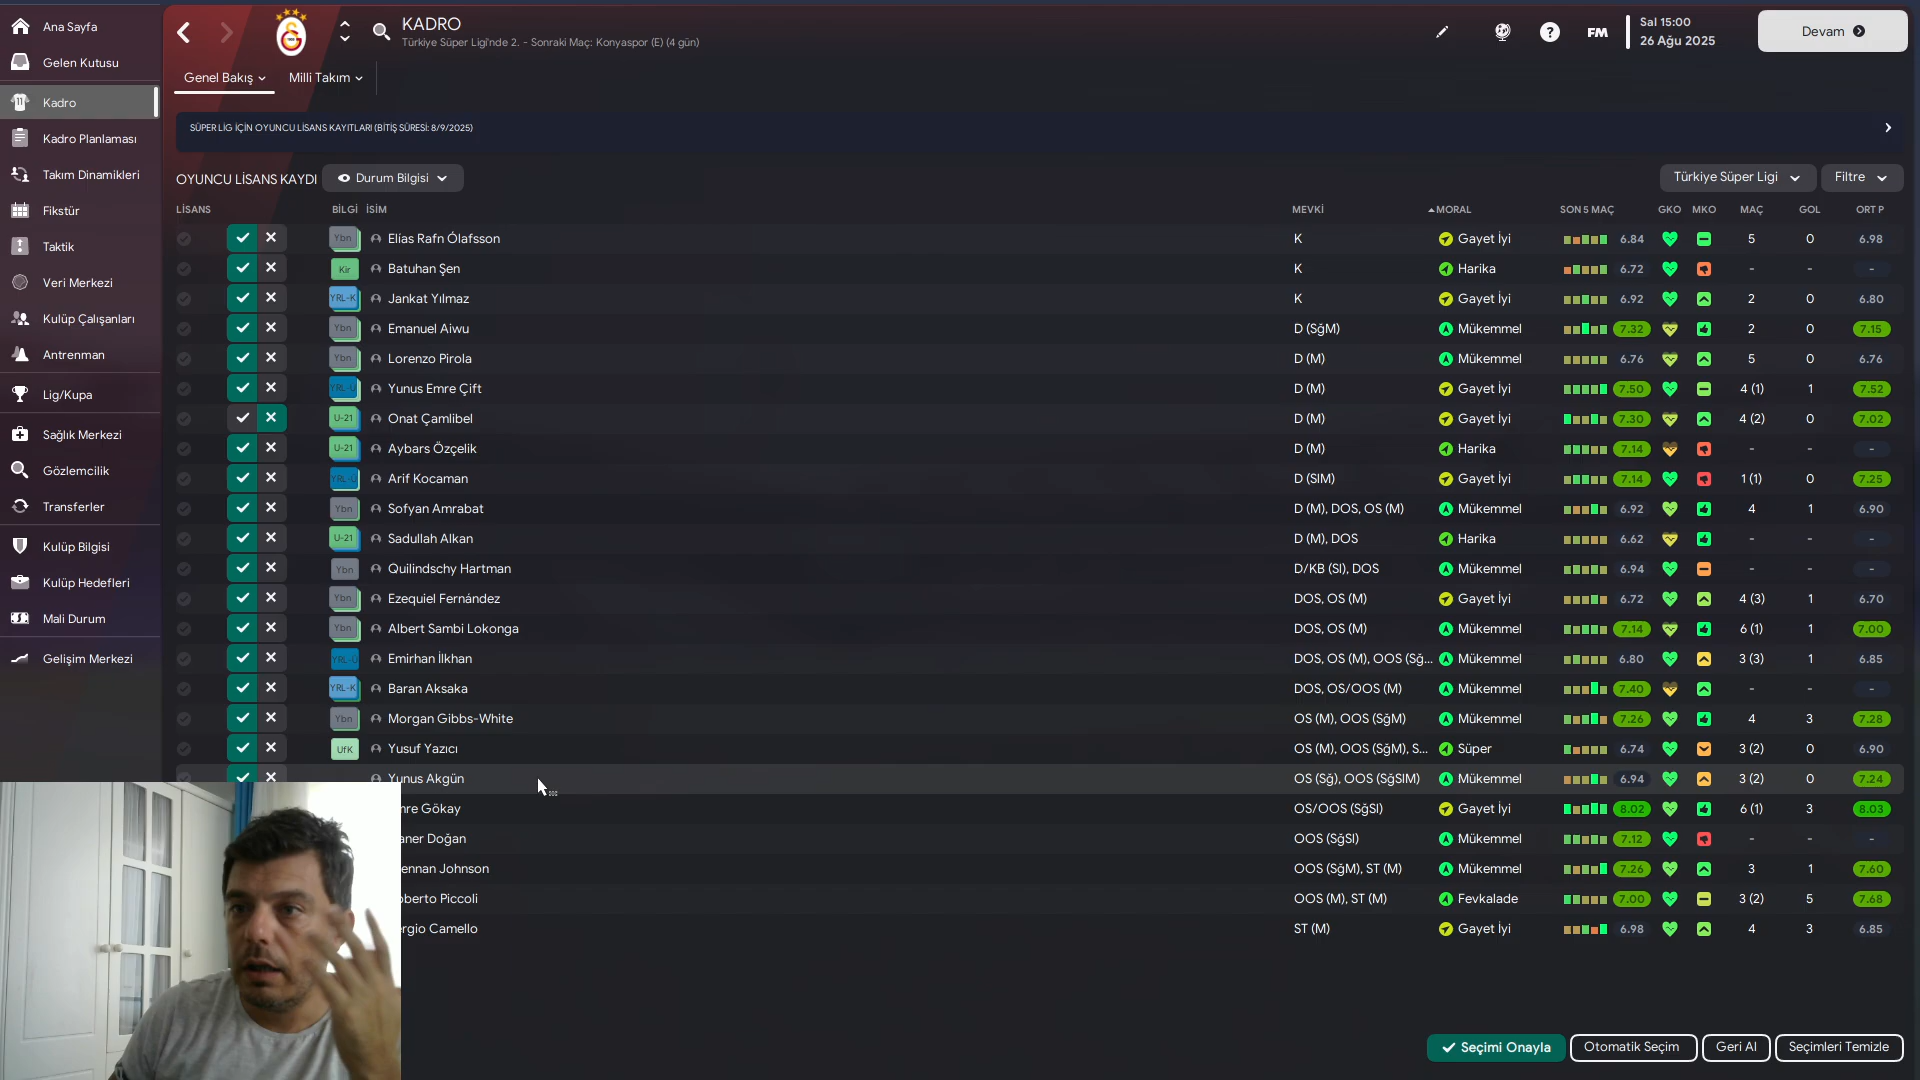 Ana Sayfa
Gelen Kutusu
Kadro
Kadro Planlaması
Takım Dinamikleri
Fikstür
Taktik
Veri Merkezi
Kulüp Çalışanları
Antrenman
Lig/Kupa
Sağlık Merkezi
Gözlemcilik
Transferler
Kulüp Bilgisi
Kulüp Hedefleri
Mali Durum
Gelişim Merkezi
KADRO
Türkiye Süper Ligi'nde 2. - Sonraki Maç: Konyaspor (E) (4 gün)
FM
Sal 15:00
26 Ağu 2025
Devam
Genel Bakış
Milli Takım
SÜPER LİG İÇİN OYUNCU LİSANS KAYITLARI (BİTİŞ SÜRESİ: 8/9/2025)
OYUNCU LİSANS KAYDI
Durum Bilgisi
Türkiye Süper Ligi
Filtre
LİSANS BİLGİ İSİM MEVKİ MORAL SON 5 MAÇ GKO MKO MAÇ GOL ORT P
Ybn Elías Rafn Ólafsson K Gayet İyi 6.84 5 0 6.98
Kir Batuhan Şen K Harika 6.72 - - -
YRL-K Jankat Yılmaz K Gayet İyi 6.92 2 0 6.80
Ybn Emanuel Aiwu D (SğM) Mükemmel 7.32 2 0 7.15
Ybn Lorenzo Pirola D (M) Mükemmel 6.76 5 0 6.76
YRL-Ü Yunus Emre Çift D (M) Gayet İyi 7.50 4 (1) 1 7.52
U-21 Onat Çamlibel D (M) Gayet İyi 7.30 4 (2) 0 7.02
U-21 Aybars Özçelik D (M) Harika 7.14 - - -
YRL-Ü Arif Kocaman D (SlM) Gayet İyi 7.14 1 (1) 0 7.25
Ybn Sofyan Amrabat D (M), DOS, OS (M) Mükemmel 6.92 4 1 6.90
U-21 Sadullah Alkan D (M), DOS Harika 6.62 - - -
Ybn Quilindschy Hartman D/KB (Sl), DOS Mükemmel 6.94 - - -
Ybn Ezequiel Fernández DOS, OS (M) Gayet İyi 6.72 4 (3) 1 6.70
Ybn Albert Sambi Lokonga DOS, OS (M) Mükemmel 7.14 6 (1) 1 7.00
YRL-Ü Emirhan İlkhan DOS, OS (M), OOS (Sğ... Mükemmel 6.80 3 (3) 1 6.85
YRL-K Baran Aksaka DOS, OS/OOS (M) Mükemmel 7.40 - - -
Ybn Morgan Gibbs-White OS (M), OOS (SğM) Mükemmel 7.26 4 3 7.28
UfK Yusuf Yazıcı OS (M), OOS (SğM), S... Süper 6.74 3 (2) 0 6.90
Yunus Akgün OS (Sğ), OOS (SğSlM) Mükemmel 6.94 3 (2) 0 7.24
mre Gökay OS/OOS (SğSl) Gayet İyi 8.02 6 (1) 3 8.03
aner Doğan OOS (SğSl) Mükemmel 7.12 - - -
ennan Johnson OOS (SğM), ST (M) Mükemmel 7.26 3 1 7.60
oberto Piccoli OOS (M), ST (M) Fevkalade 7.00 3 (2) 5 7.68
ergio Camello ST (M) Gayet İyi 6.98 4 3 6.85
Seçimi Onayla
Otomatik Seçim
Geri Al
Seçimleri Temizle